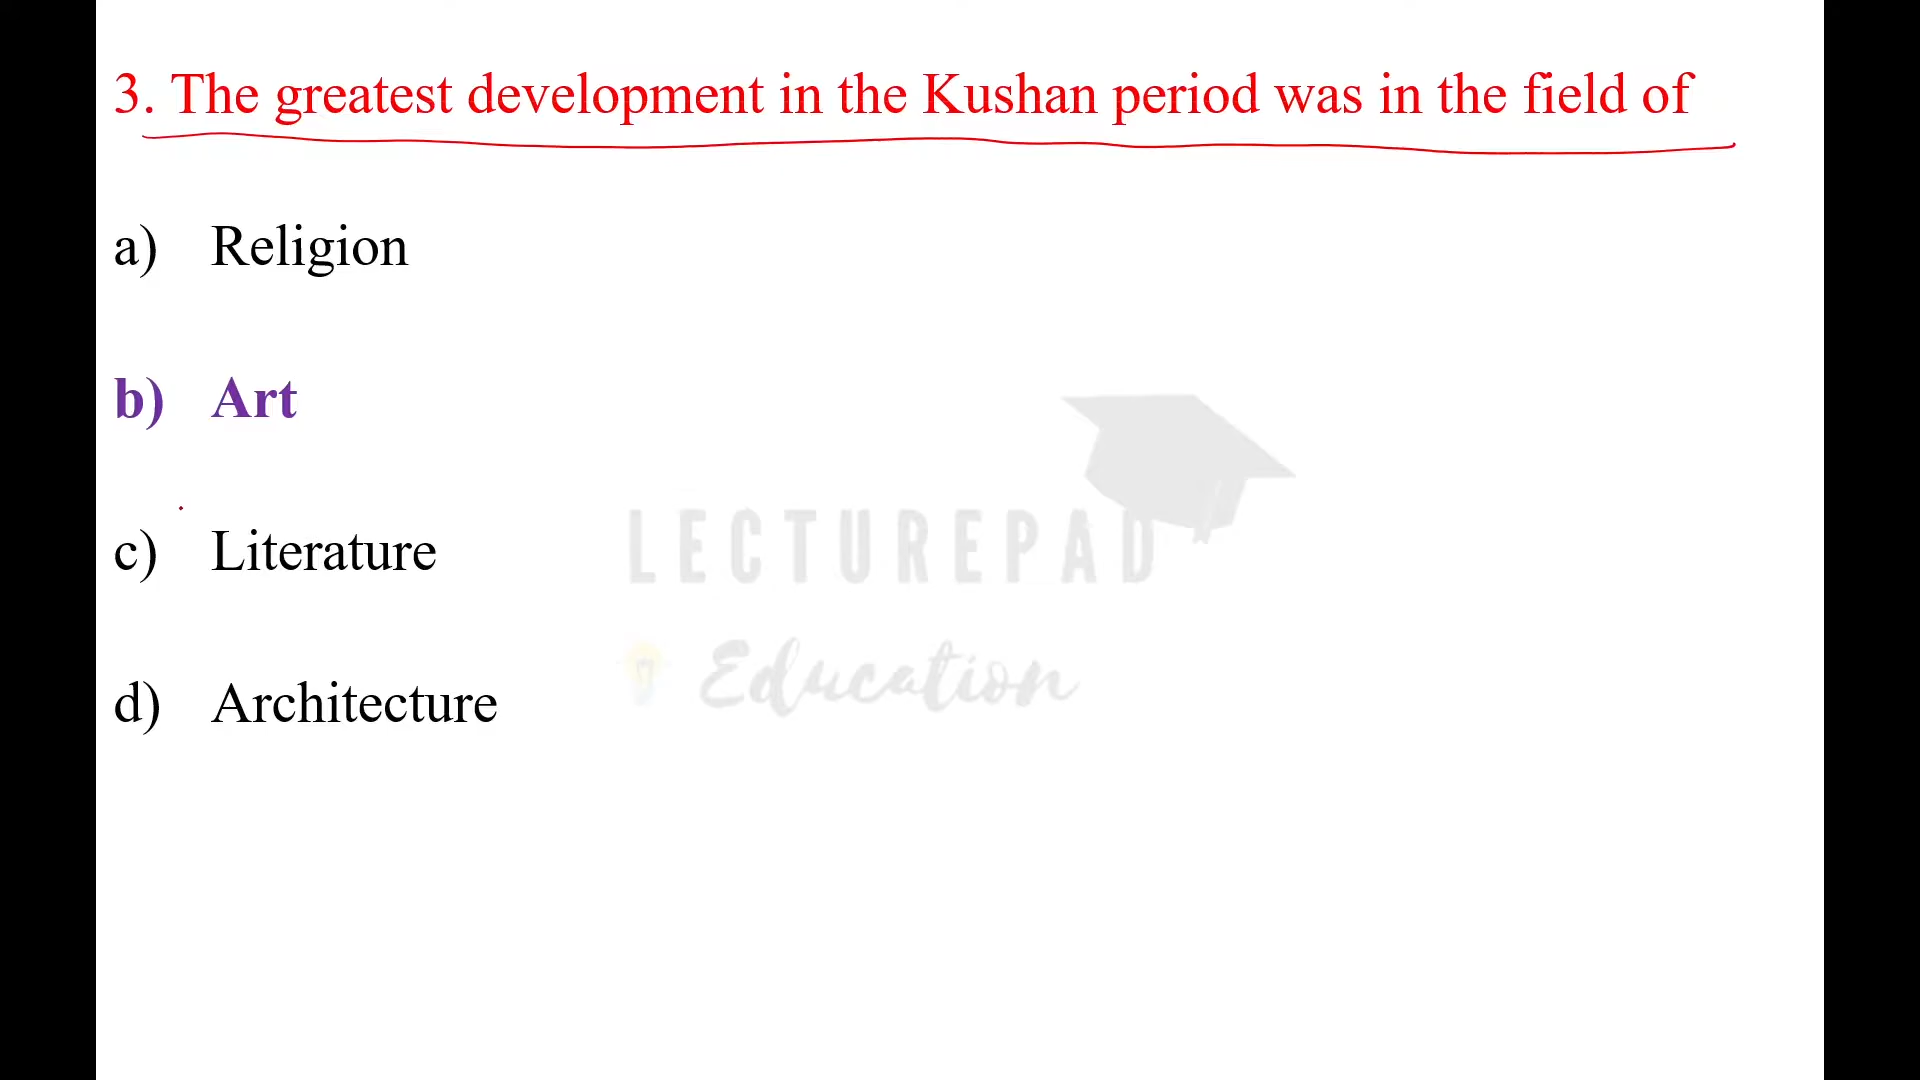 3. The greatest development in the Kushan period was in the field of
a) Religion
b) Art
c) Literature
d) Architecture
LECTUREPAD
Education